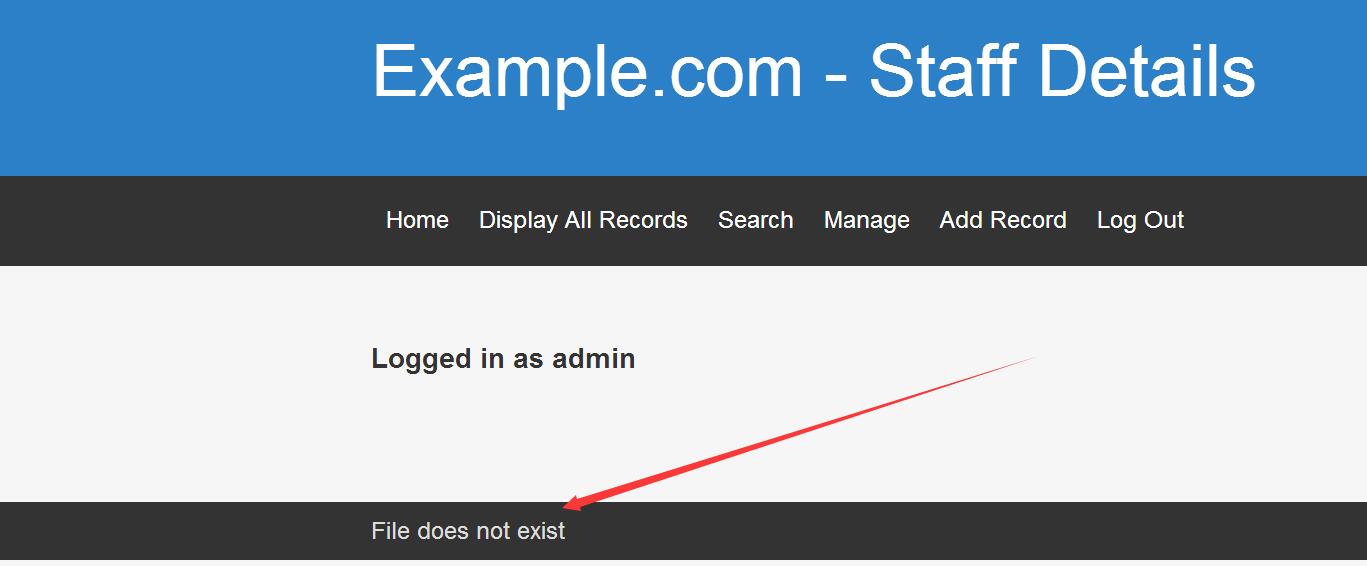 Example.com - Staff Details
Home Display All Records Search Manage Add Record Log Out
Logged in as admin
File does not exist